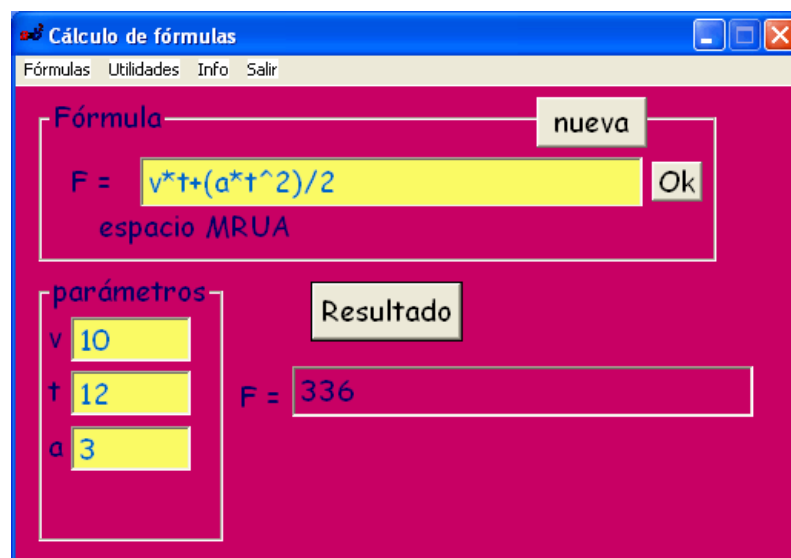 Cálculo de fórmulas
Fórmulas Utilidades Info Salir
Fórmula
nueva
F = v*t+(a*t^2)/2 Ok
espacio MRUA
parámetros
Resultado
v 10
t 12
F = 336
a 3